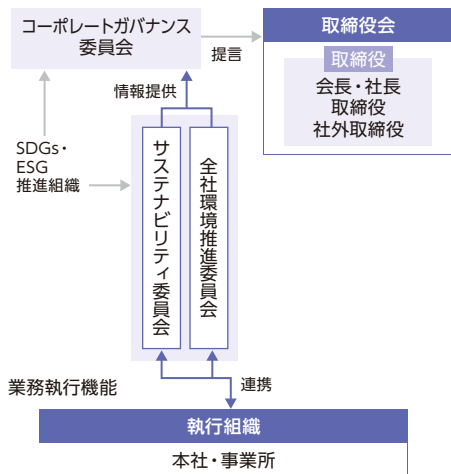 コーポレートガバナンス
委員会
提言
取締役会
取締役
会長・社長
取締役
社外取締役
情報提供
SDGs・
ESG
推進組織
サステナビリティ委員会
全社環境推進委員会
業務執行機能
連携
執行組織
本社・事業所